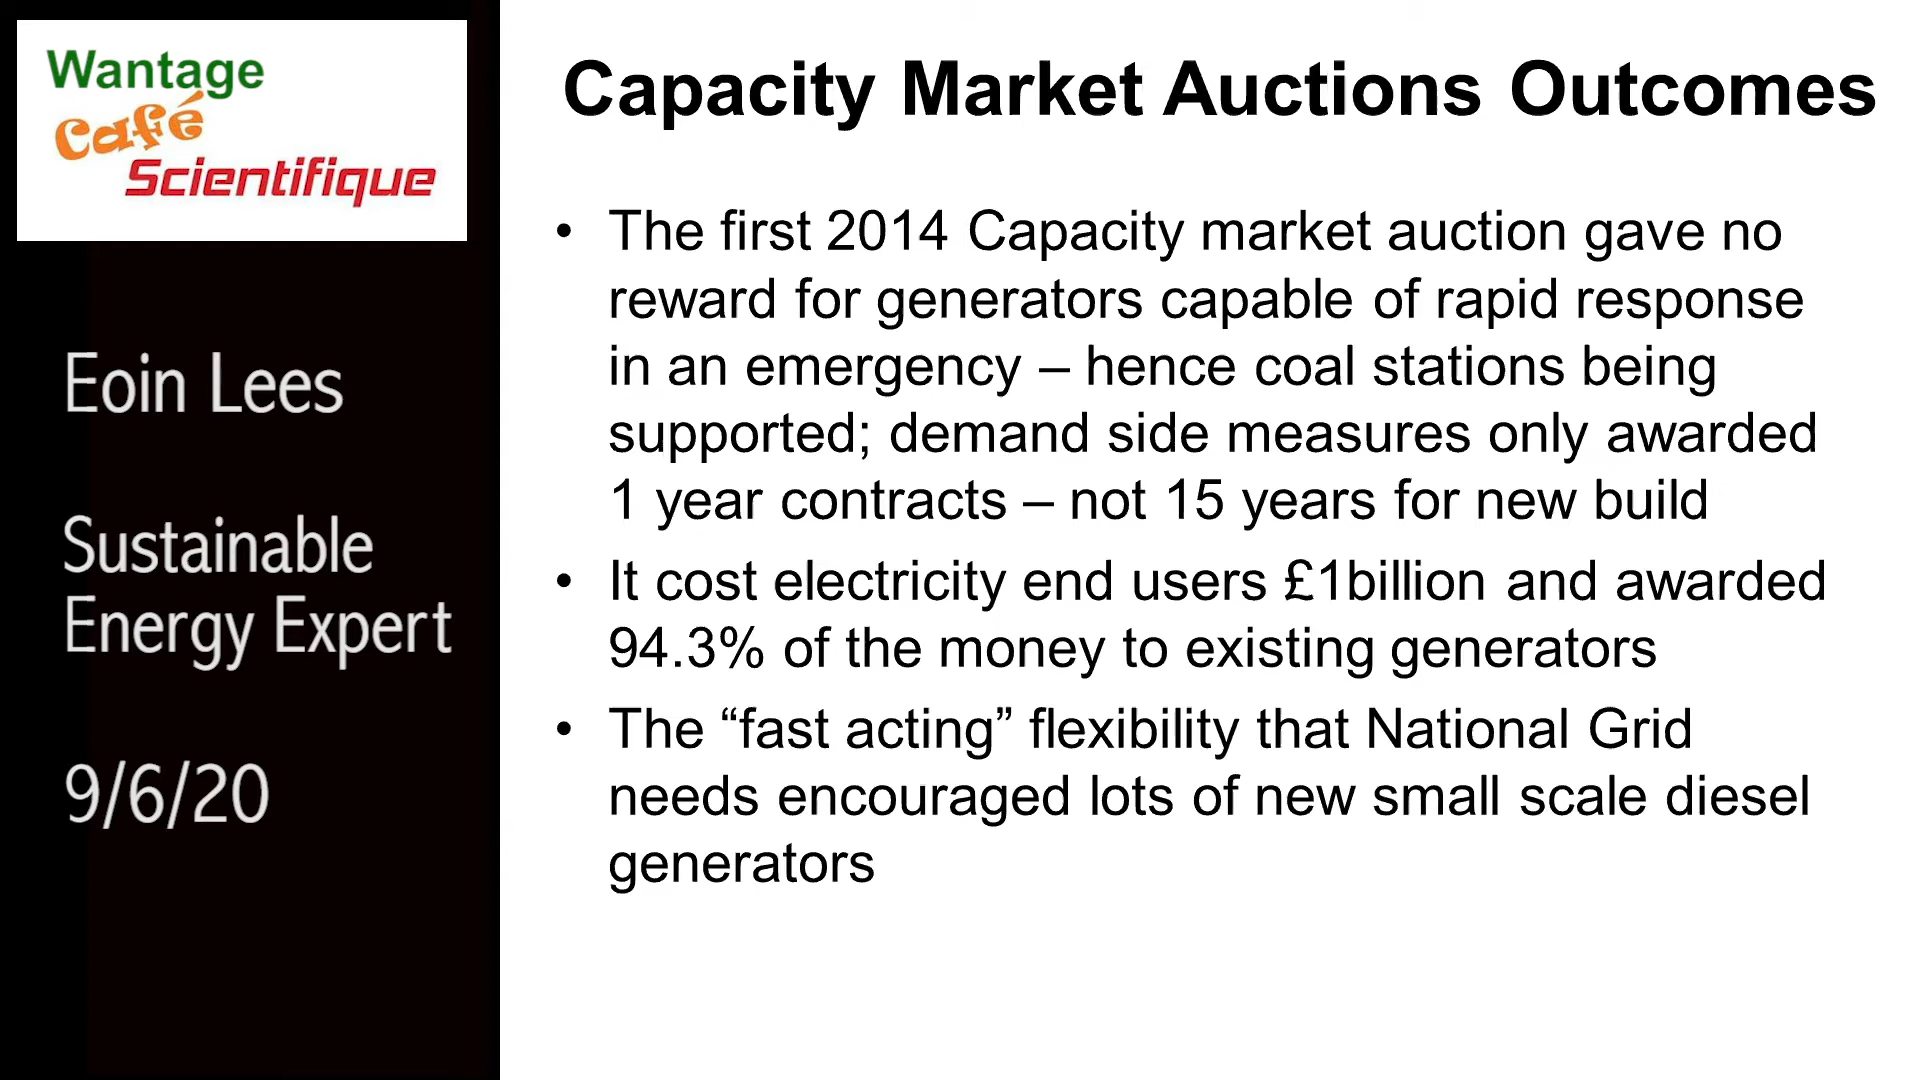 Wantage
Café
Scientifique
Eoin Lees
Sustainable
Energy Expert
9/6/20
Capacity Market Auctions Outcomes
• The first 2014 Capacity market auction gave no
reward for generators capable of rapid response
in an emergency – hence coal stations being
supported; demand side measures only awarded
1 year contracts – not 15 years for new build
• It cost electricity end users £1billion and awarded
94.3% of the money to existing generators
• The “fast acting” flexibility that National Grid
needs encouraged lots of new small scale diesel
generators